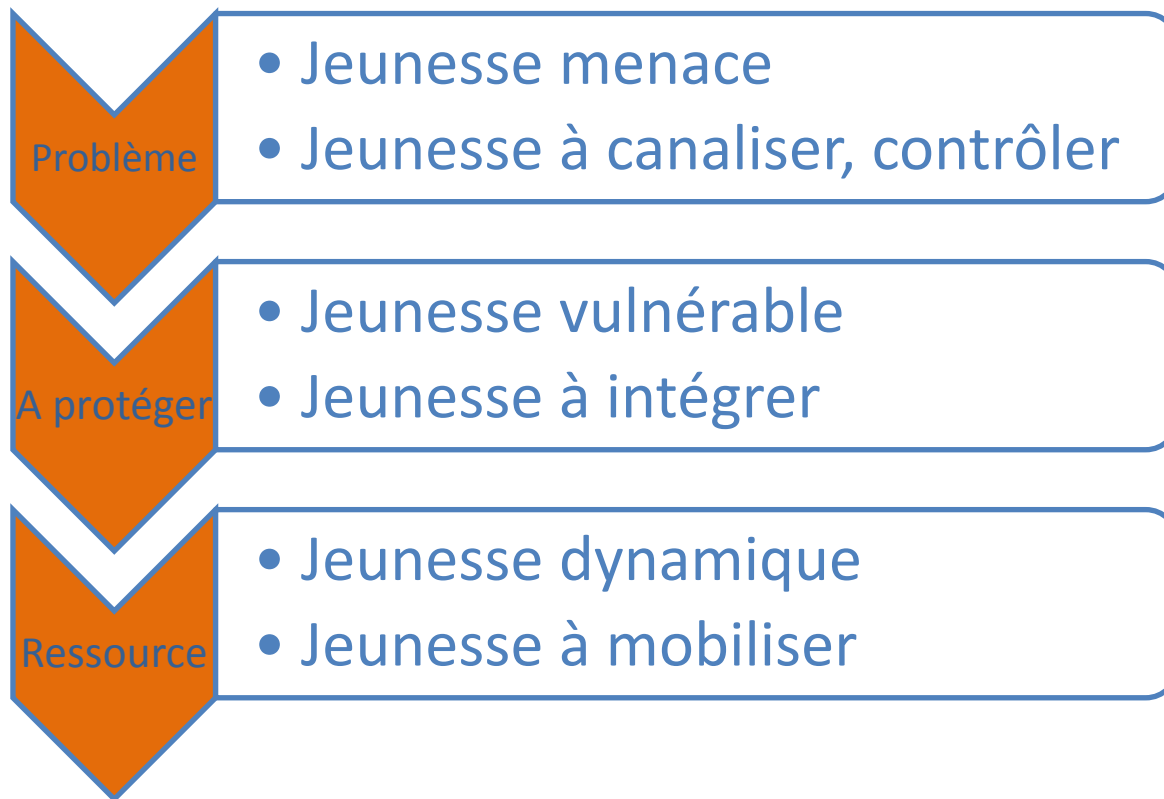 Problème
• Jeunesse menace
• Jeunesse à canaliser, contrôler
A protéger
• Jeunesse vulnérable
• Jeunesse à intégrer
Ressource
• Jeunesse dynamique
• Jeunesse à mobiliser